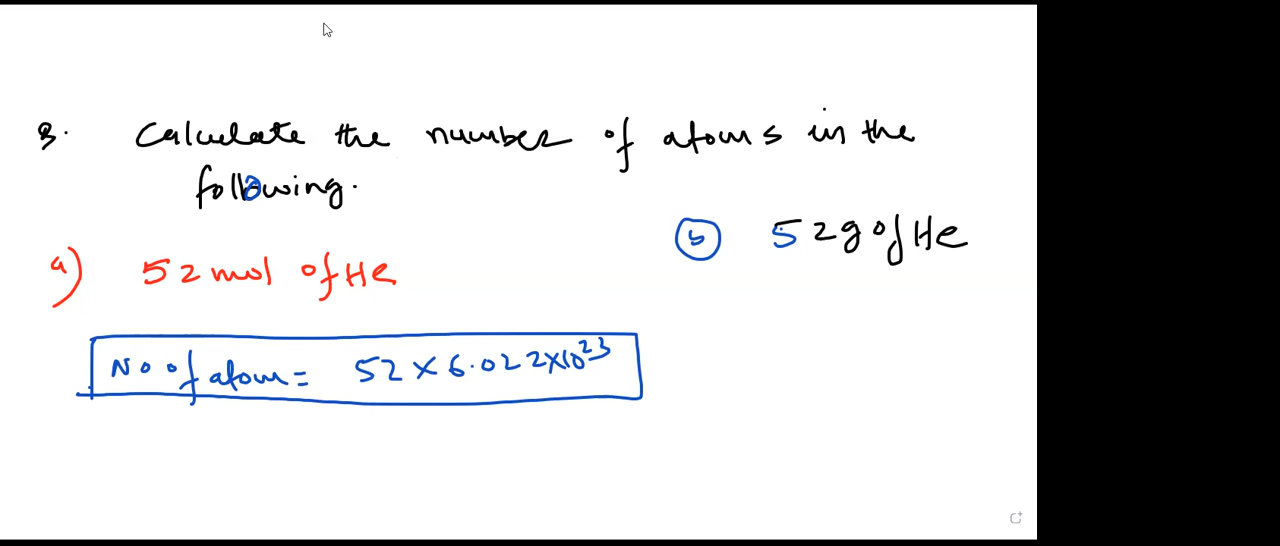 Q. Calculate the number of atoms in the
following.
a) 52 mol of He
b 52g of He
No of atom = 52 × 6.022×10²³